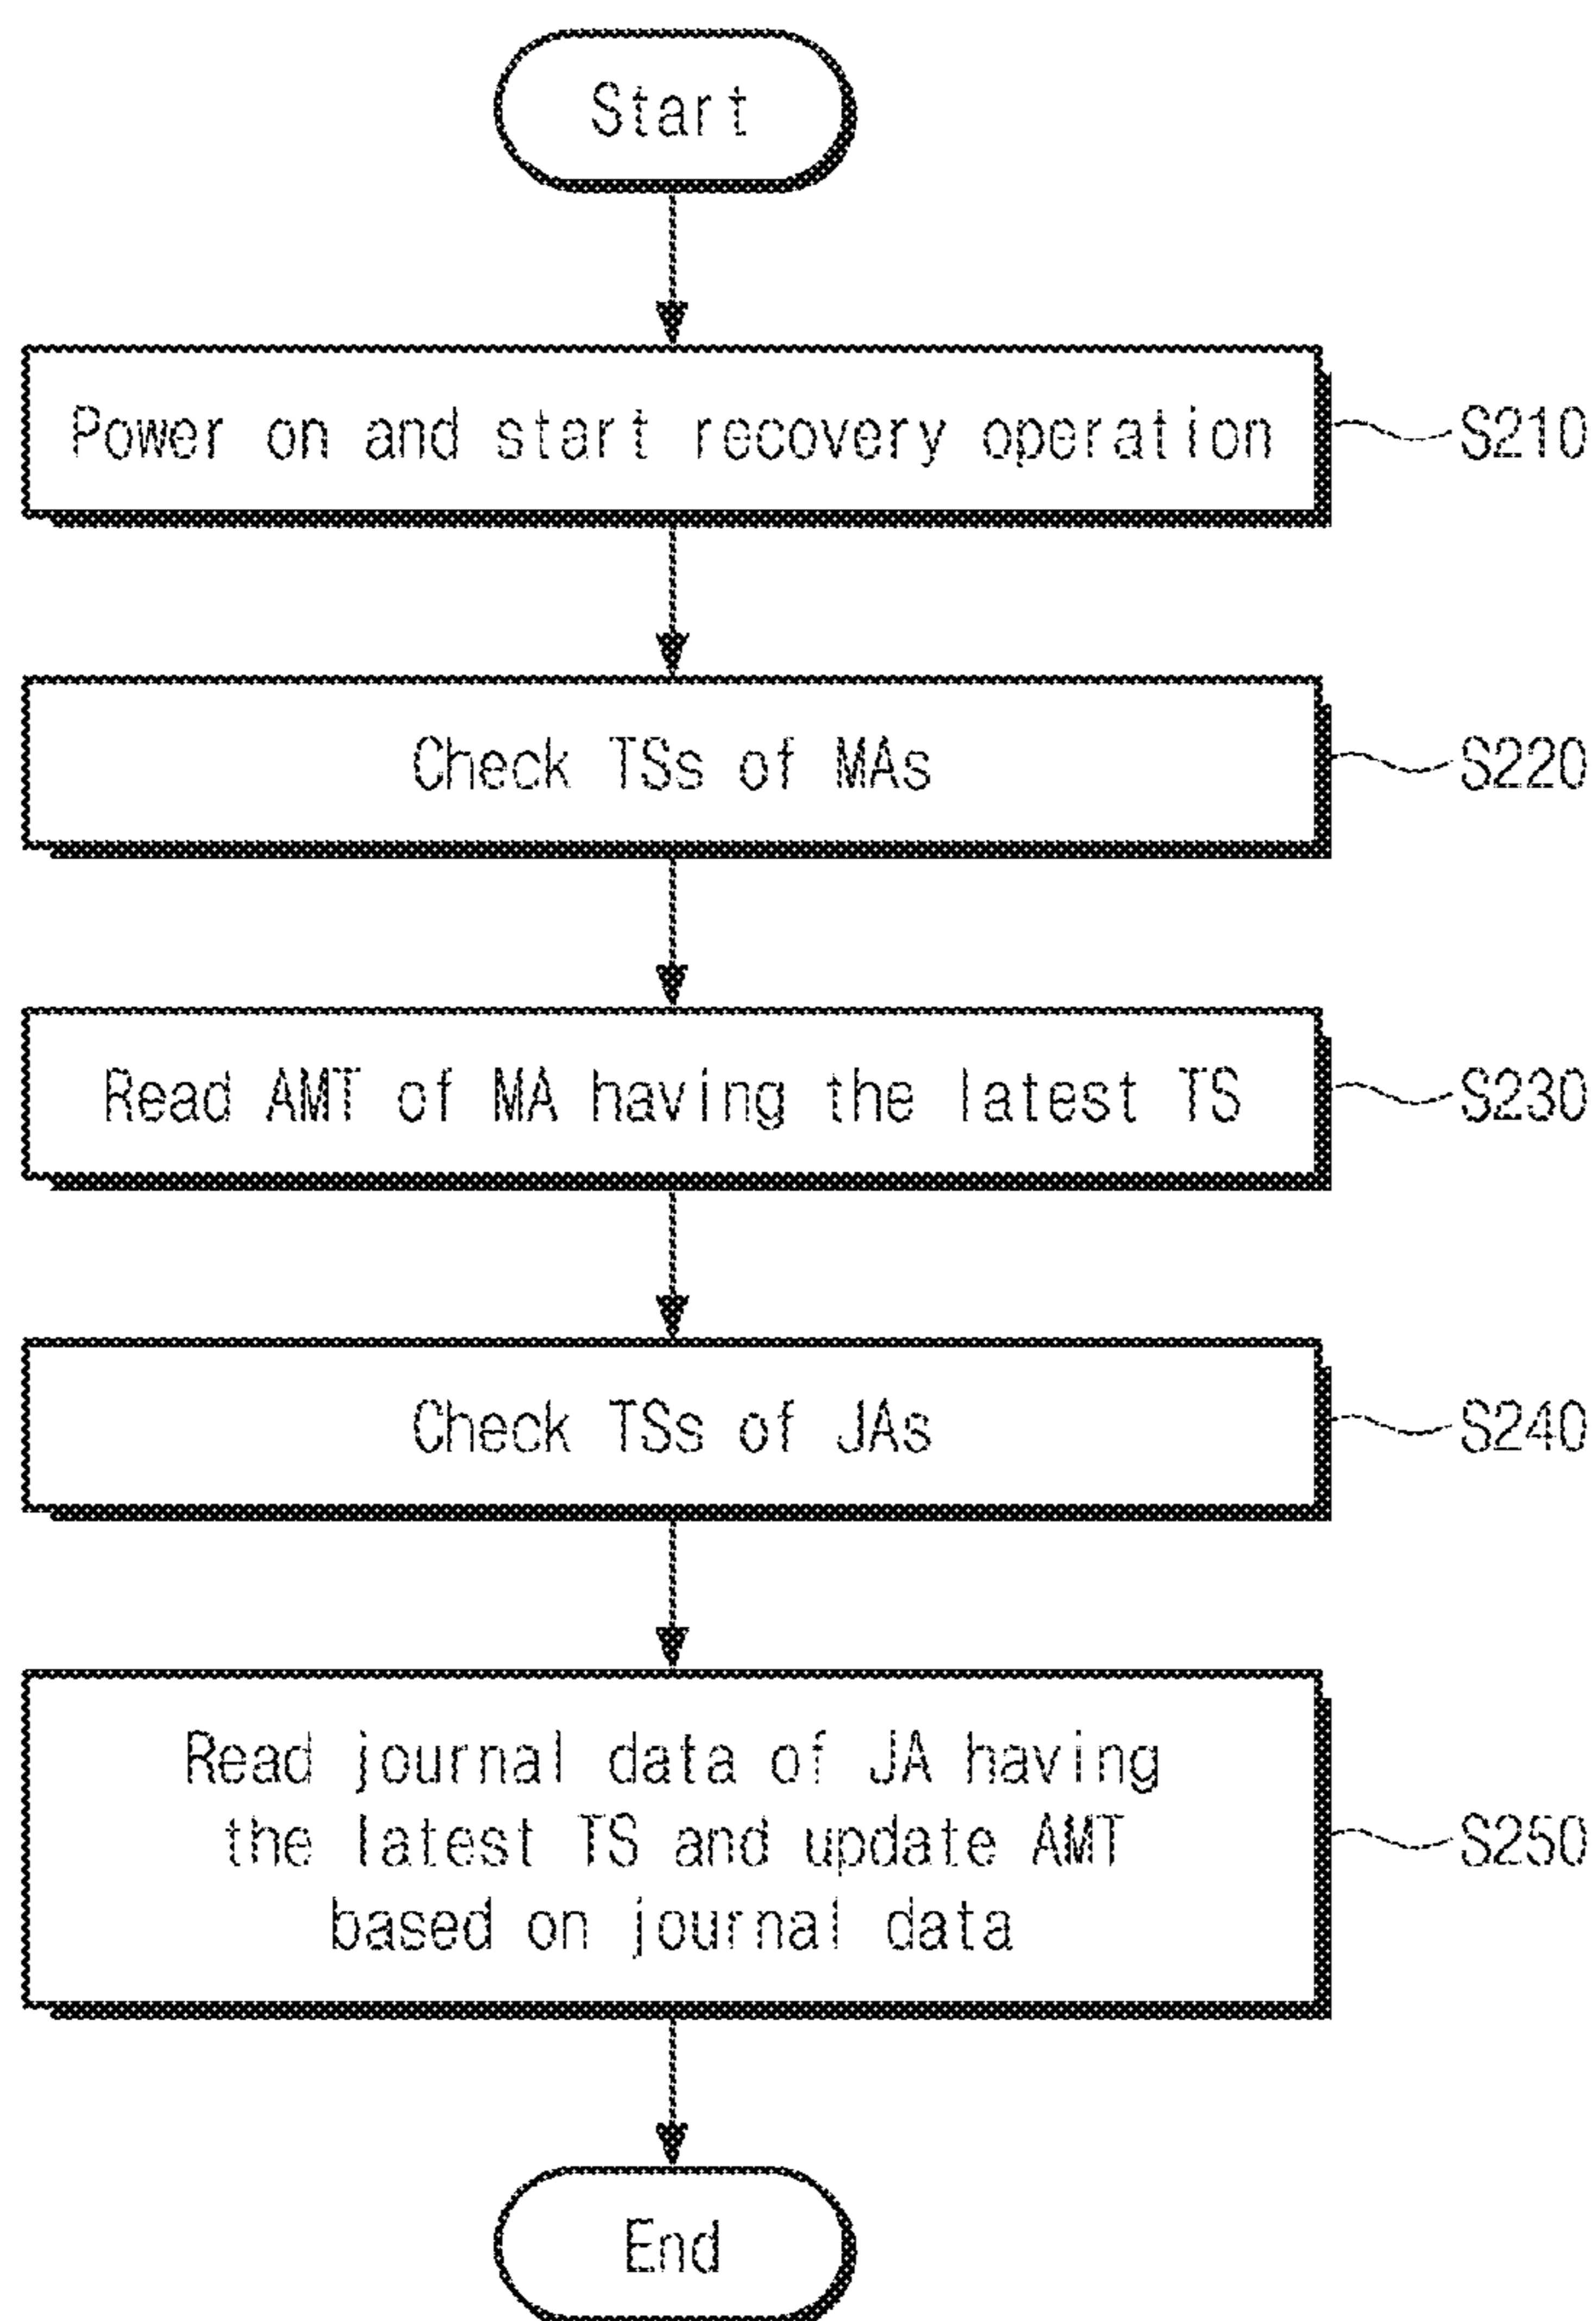 Start
Power on and start recovery operation
S210
Check TSs of MAs
S220
Read AMT of MA having the latest TS
S230
Check TSs of JAs
S240
Read journal data of JA having
the latest TS and update AMT
based on journal data
S250
End